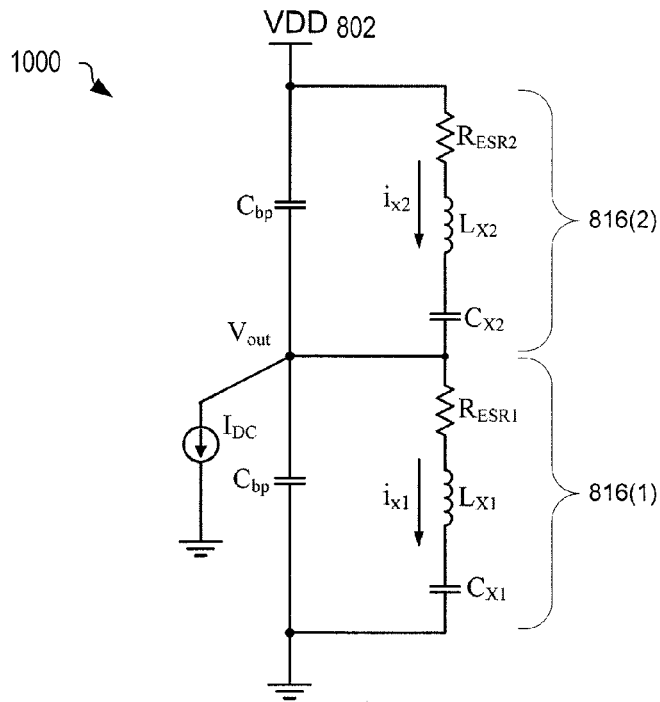 VDD 802
1000
R_ESR2
i_x2
L_X2
816(2)
C_bp
C_X2
V_out
R_ESR1
I_DC
C_bp
i_x1
L_X1
816(1)
C_X1